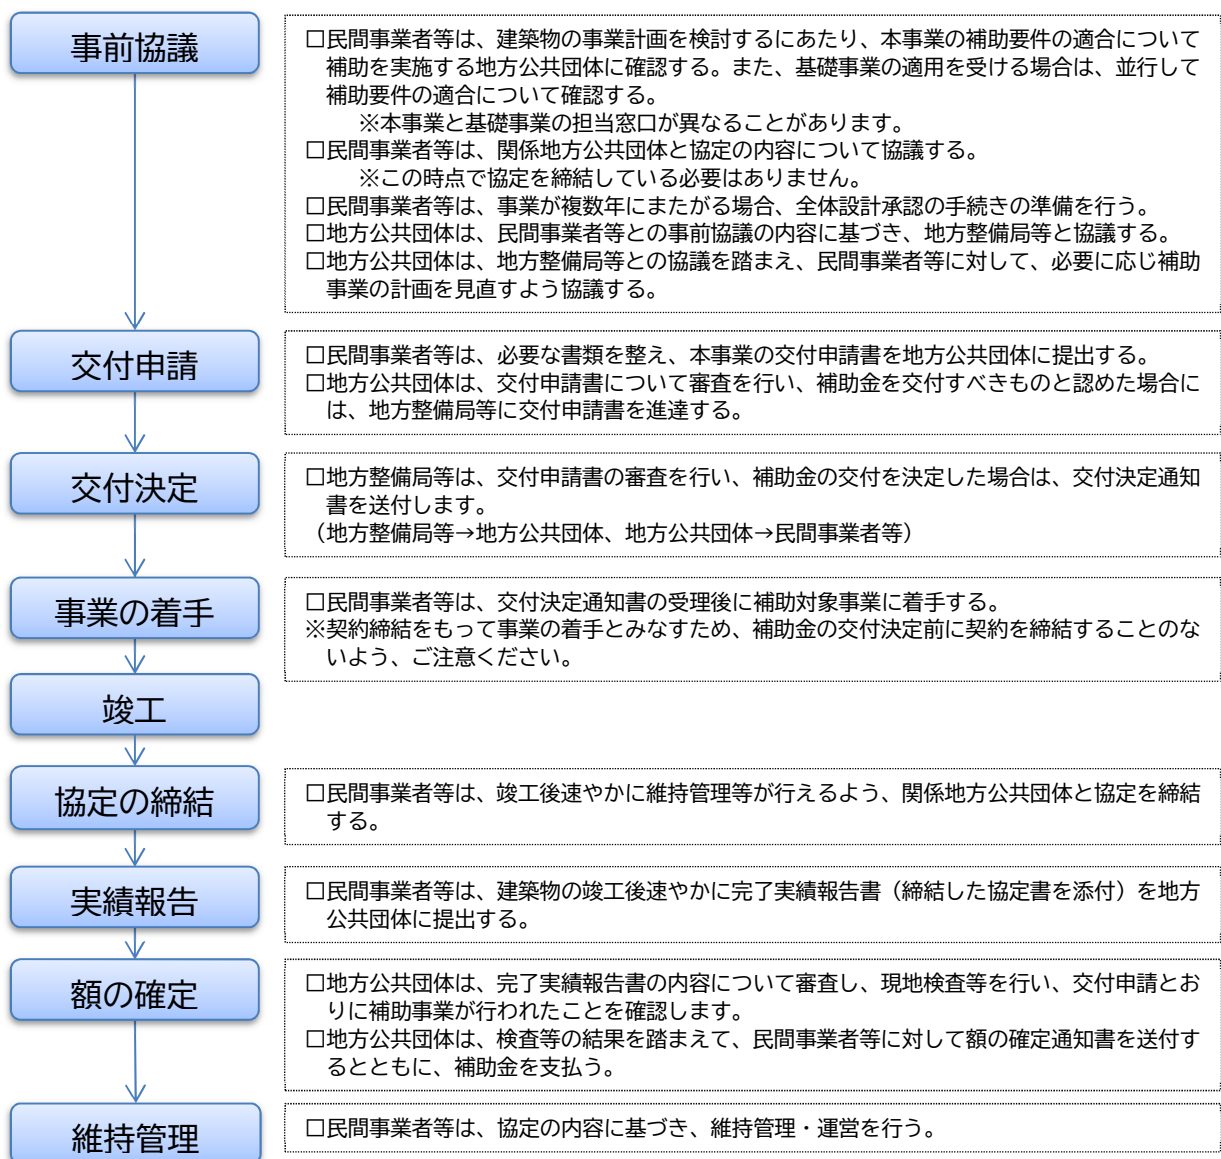 事前協議
□民間事業者等は、建築物の事業計画を検討するにあたり、本事業の補助要件の適合について
補助を実施する地方公共団体に確認する。また、基礎事業の適用を受ける場合は、並行して
補助要件の適合について確認する。
※本事業と基礎事業の担当窓口が異なることがあります。
□民間事業者等は、関係地方公共団体と協定の内容について協議する。
※この時点で協定を締結している必要はありません。
□民間事業者等は、事業が複数年にまたがる場合、全体設計承認の手続きの準備を行う。
□地方公共団体は、民間事業者等との事前協議の内容に基づき、地方整備局等と協議する。
□地方公共団体は、地方整備局等との協議を踏まえ、民間事業者等に対して、必要に応じ補助
事業の計画を見直すよう協議する。
交付申請
□民間事業者等は、必要な書類を整え、本事業の交付申請書を地方公共団体に提出する。
□地方公共団体は、交付申請書について審査を行い、補助金を交付すべきものと認めた場合に
は、地方整備局等に交付申請書を進達する。
交付決定
□地方整備局等は、交付申請書の審査を行い、補助金の交付を決定した場合は、交付決定通知
書を送付します。
（地方整備局等→地方公共団体、地方公共団体→民間事業者等）
事業の着手
□民間事業者等は、交付決定通知書の受理後に補助対象事業に着手する。
※契約締結をもって事業の着手とみなすため、補助金の交付決定前に契約を締結することのな
いよう、ご注意ください。
竣工
協定の締結
□民間事業者等は、竣工後速やかに維持管理等が行えるよう、関係地方公共団体と協定を締結
する。
実績報告
□民間事業者等は、建築物の竣工後速やかに完了実績報告書（締結した協定書を添付）を地方
公共団体に提出する。
額の確定
□地方公共団体は、完了実績報告書の内容について審査し、現地検査等を行い、交付申請とお
りに補助事業が行われたことを確認します。
□地方公共団体は、検査等の結果を踏まえて、民間事業者等に対して額の確定通知書を送付す
るとともに、補助金を支払う。
維持管理
□民間事業者等は、協定の内容に基づき、維持管理・運営を行う。